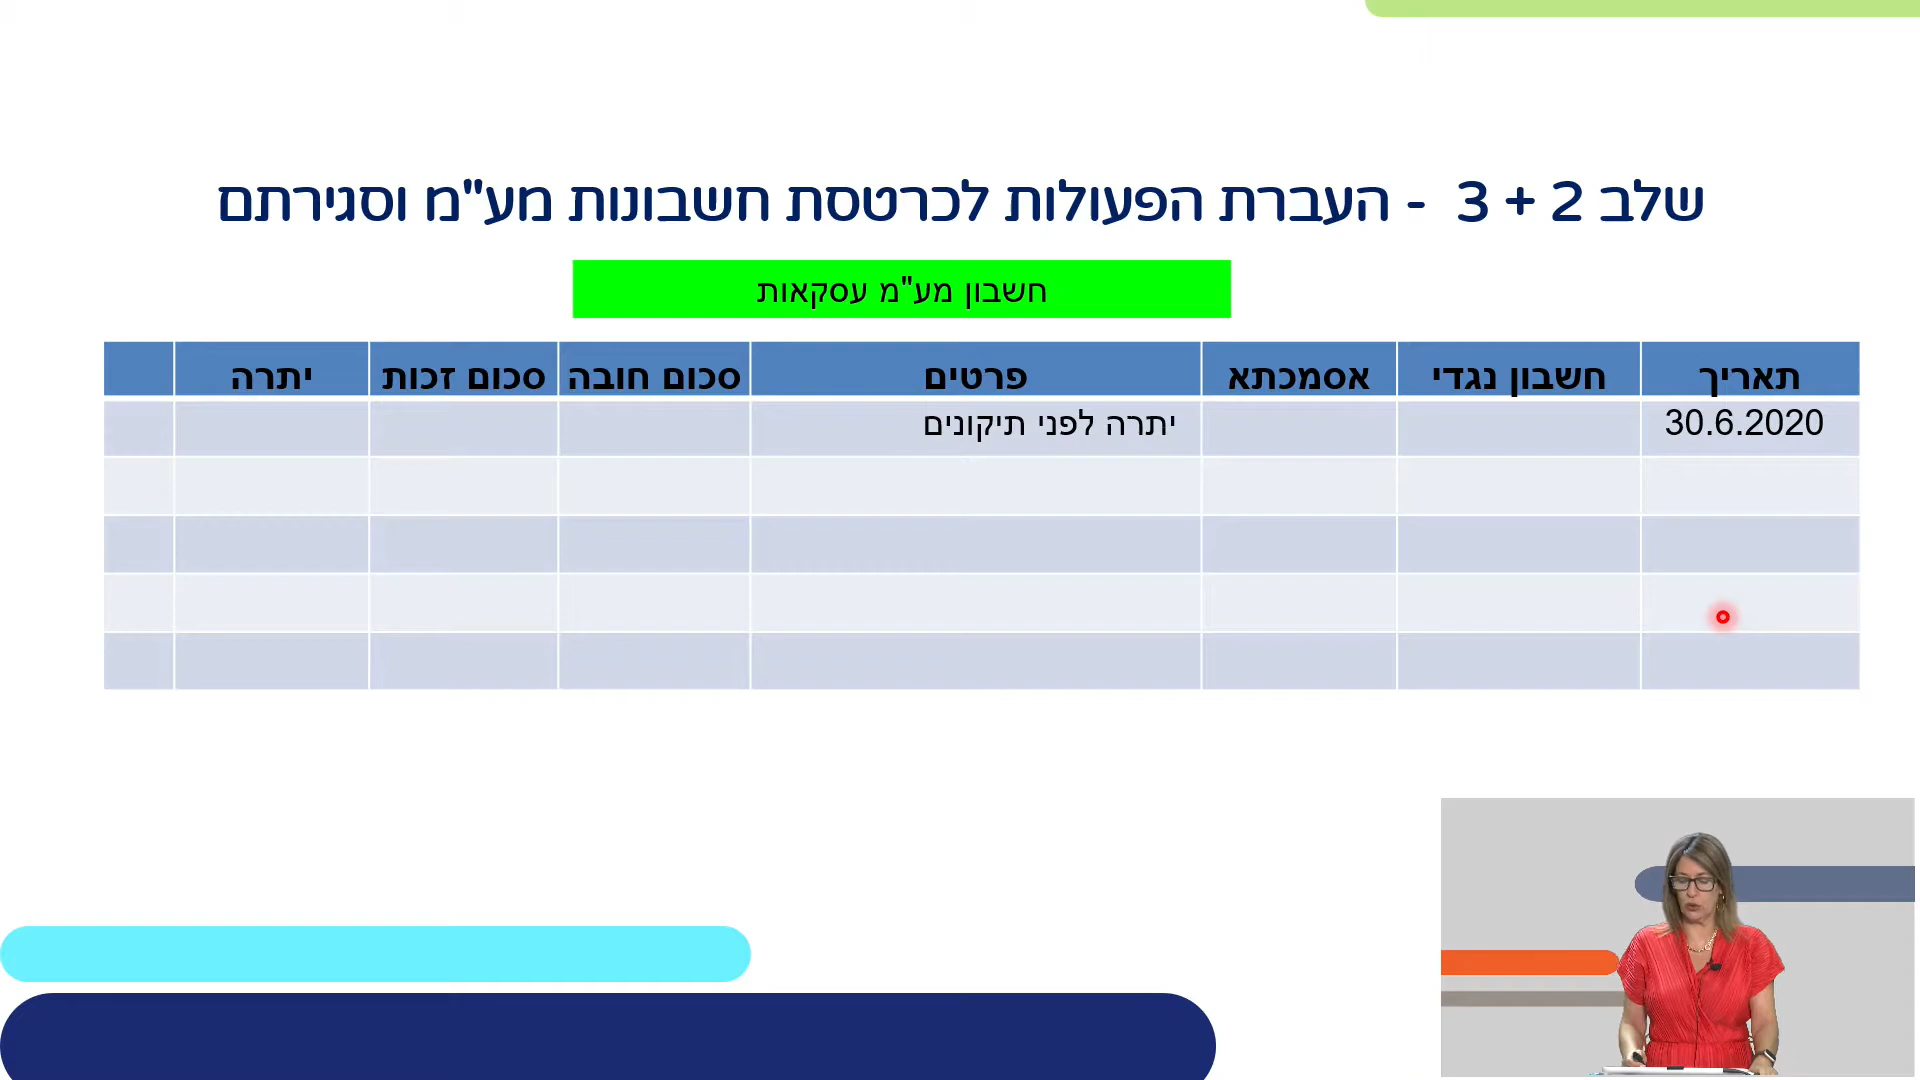 שלב 2 + 3 - העברת הפעולות לכרטסת חשבונות מע"מ וסגירתם
חשבון מע"מ עסקאות
תאריך חשבון נגדי אסמכתא פרטים סכום חובה סכום זכות יתרה
30.6.2020 יתרה לפני תיקונים